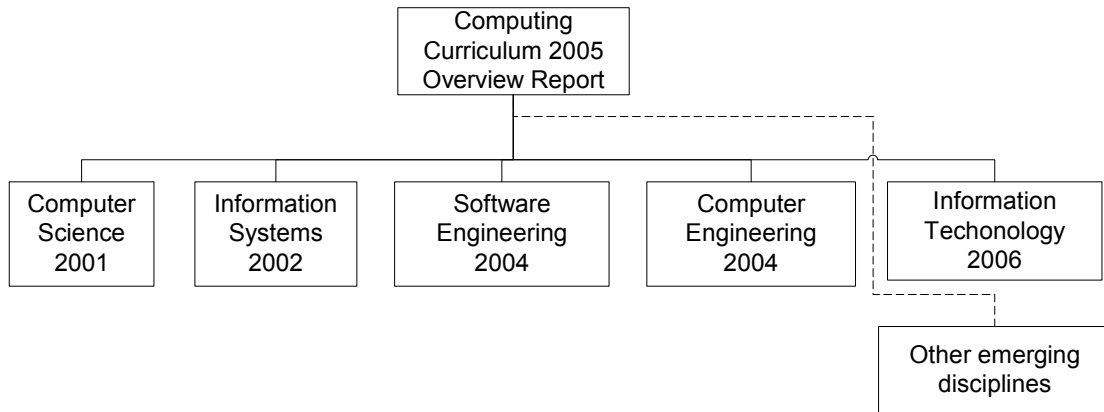 Computing
Curriculum 2005
Overview Report
Computer
Science
2001
Information
Systems
2002
Software
Engineering
2004
Computer
Engineering
2004
Information
Techonology
2006
Other emerging
disciplines